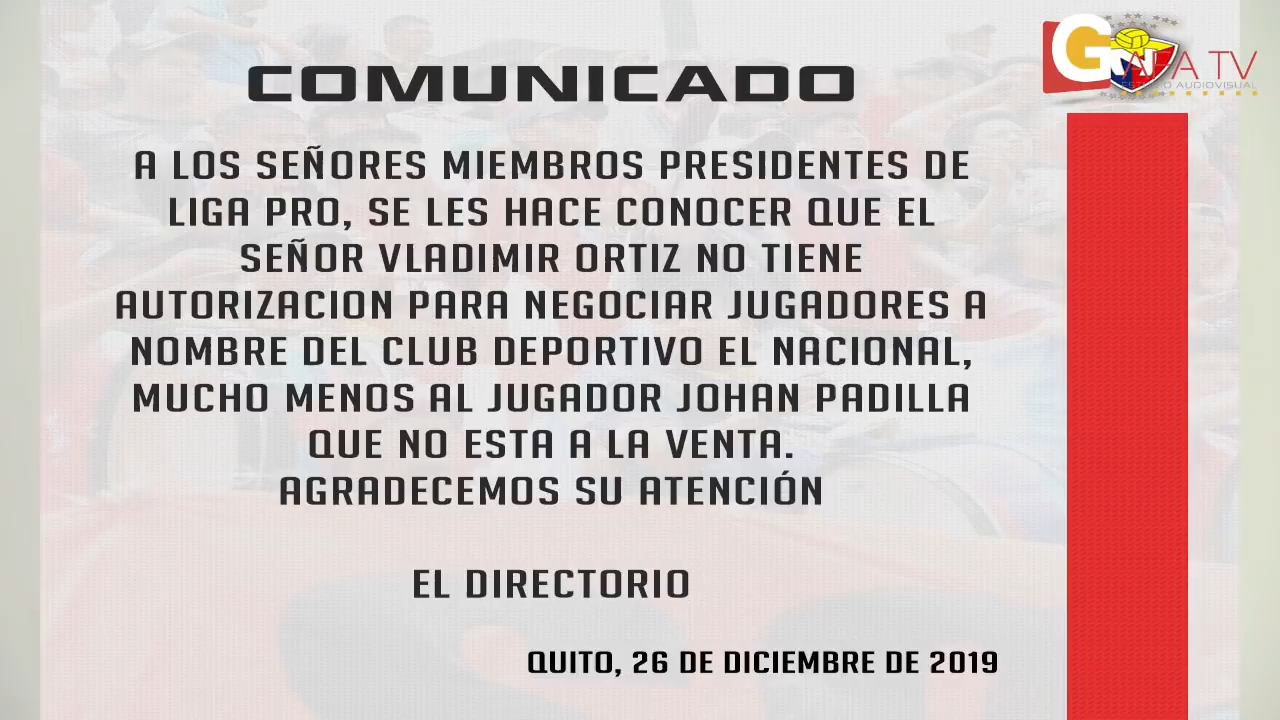 COMUNICADO
A LOS SEÑORES MIEMBROS PRESIDENTES DE
LIGA PRO, SE LES HACE CONOCER QUE EL
SEÑOR VLADIMIR ORTIZ NO TIENE
AUTORIZACION PARA NEGOCIAR JUGADORES A
NOMBRE DEL CLUB DEPORTIVO EL NACIONAL,
MUCHO MENOS AL JUGADOR JOHAN PADILLA
QUE NO ESTA A LA VENTA.
AGRADECEMOS SU ATENCIÓN
EL DIRECTORIO
QUITO, 26 DE DICIEMBRE DE 2019
TV
AUDIOVISUAL